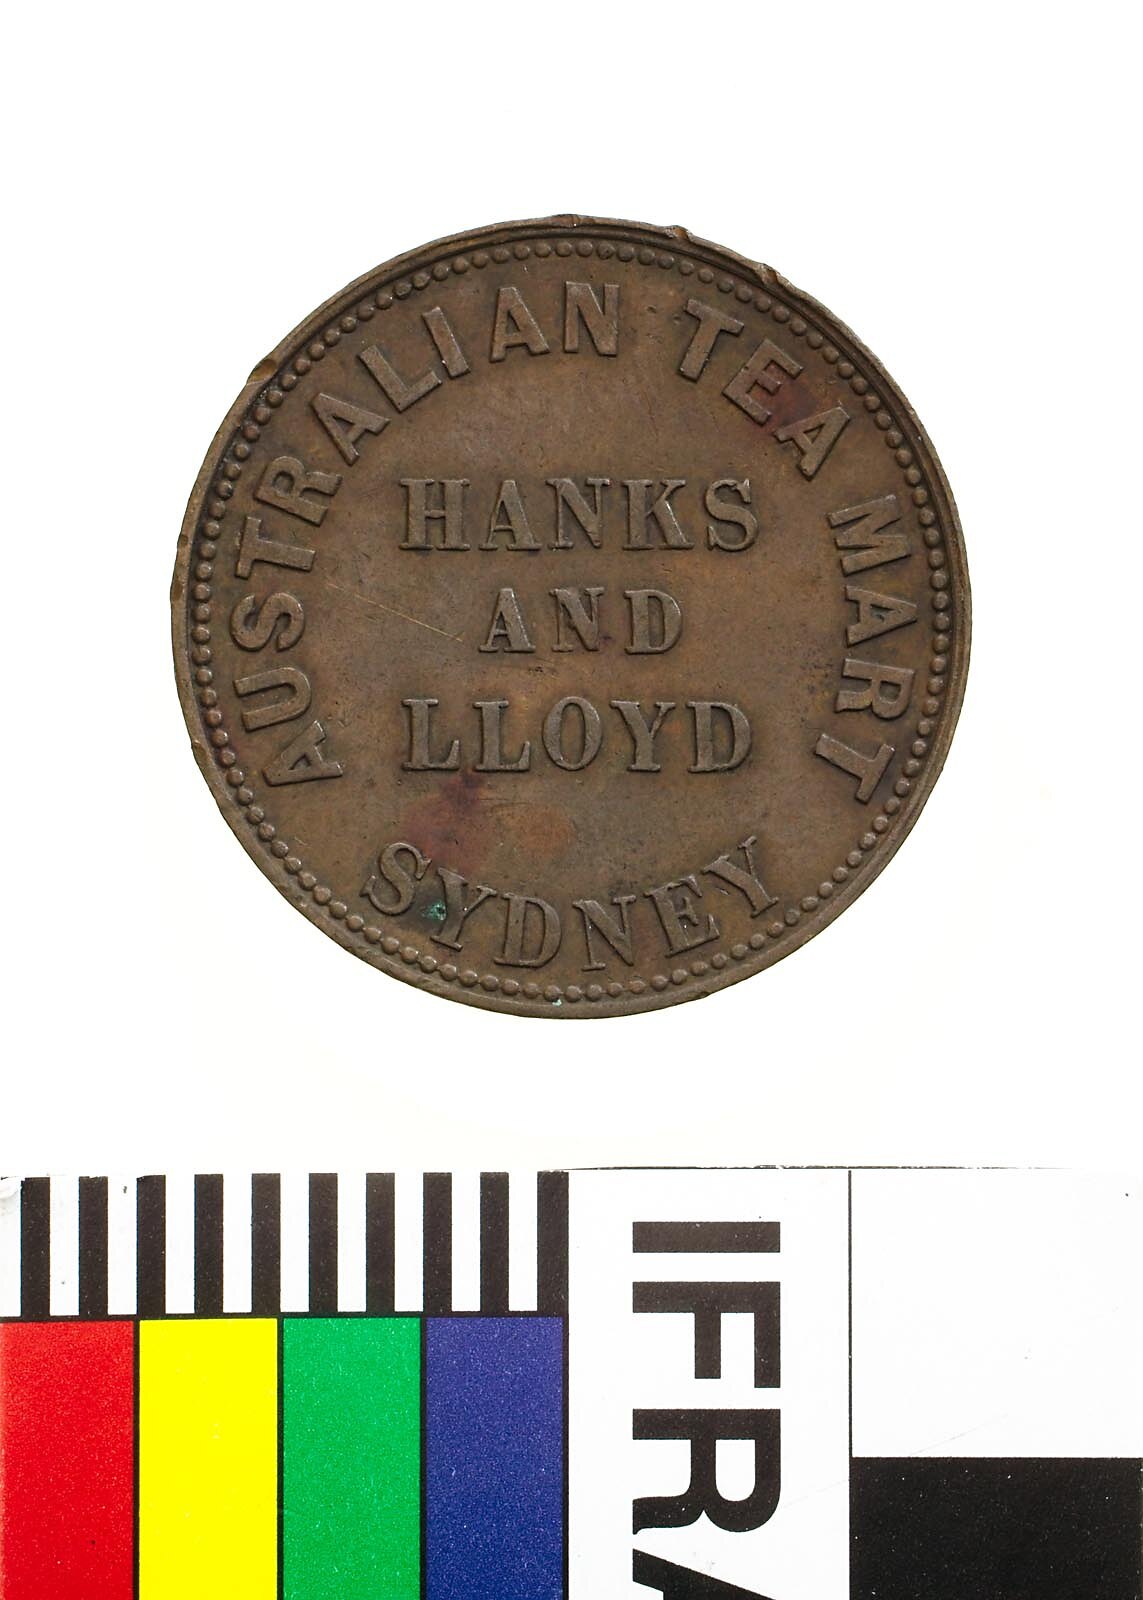 AUSTRALIAN TEA MART
HANKS
AND
LLOYD
SYDNEY
IFRA